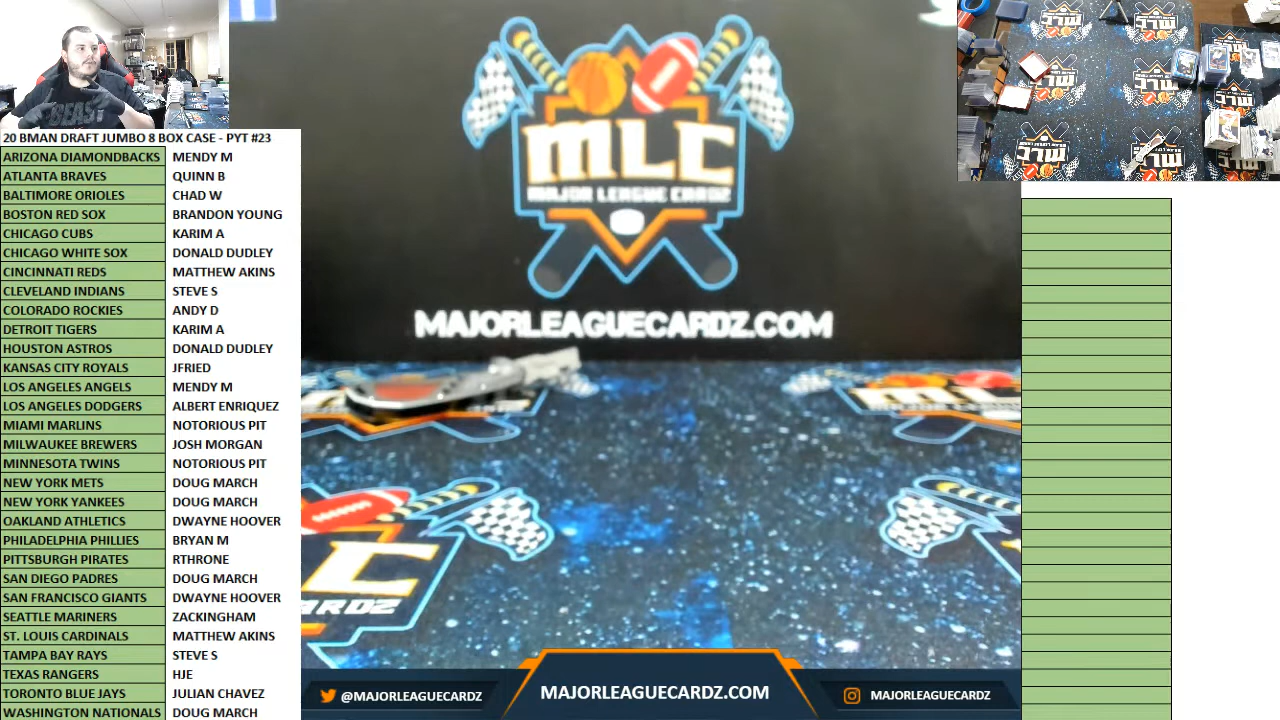 BEAST
20 BMAN DRAFT JUMBO 8 BOX CASE - PYT #23
ARIZONA DIAMONDBACKS MENDY M
ATLANTA BRAVES QUINN B
BALTIMORE ORIOLES CHAD W
BOSTON RED SOX BRANDON YOUNG
CHICAGO CUBS KARIM A
CHICAGO WHITE SOX DONALD DUDLEY
CINCINNATI REDS MATTHEW AKINS
CLEVELAND INDIANS STEVE S
COLORADO ROCKIES ANDY D
DETROIT TIGERS KARIM A
HOUSTON ASTROS DONALD DUDLEY
KANSAS CITY ROYALS JFRIED
LOS ANGELES ANGELS MENDY M
LOS ANGELES DODGERS ALBERT ENRIQUEZ
MIAMI MARLINS NOTORIOUS PIT
MILWAUKEE BREWERS JOSH MORGAN
MINNESOTA TWINS NOTORIOUS PIT
NEW YORK METS DOUG MARCH
NEW YORK YANKEES DOUG MARCH
OAKLAND ATHLETICS DWAYNE HOOVER
PHILADELPHIA PHILLIES BRYAN M
PITTSBURGH PIRATES RTHRONE
SAN DIEGO PADRES DOUG MARCH
SAN FRANCISCO GIANTS DWAYNE HOOVER
SEATTLE MARINERS ZACKINGHAM
ST. LOUIS CARDINALS MATTHEW AKINS
TAMPA BAY RAYS STEVE S
TEXAS RANGERS HJE
TORONTO BLUE JAYS JULIAN CHAVEZ
WASHINGTON NATIONALS DOUG MARCH
MLC
MAJOR LEAGUE CARDZ
MAJORLEAGUECARDZ.COM
MLC
@MAJORLEAGUECARDZ
MAJORLEAGUECARDZ.COM
MAJORLEAGUECARDZ